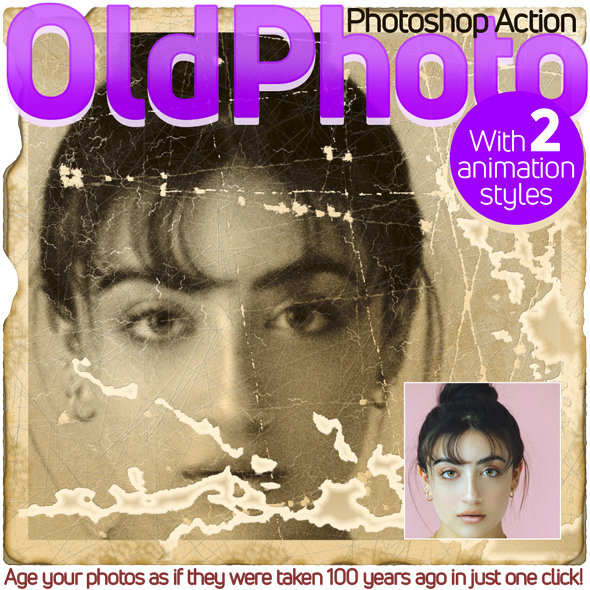 Photoshop Action
OldPhoto
With 2
animation
styles
Age your photos as if they were taken 100 years ago in just one click!